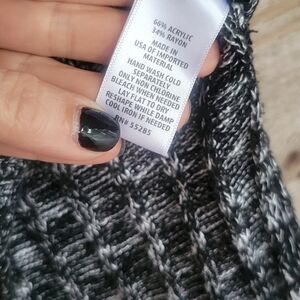 66% ACRYLIC
34% RAYON
MADE IN
USA OF IMPORTED
MATERIAL
HAND WASH COLD
SEPARATELY
ONLY NON CHLORINE
BLEACH WHEN NEEDED
LAY FLAT TO DRY
RESHAPE WHILE DAMP
COOL IRON IF NEEDED
RN# 55285